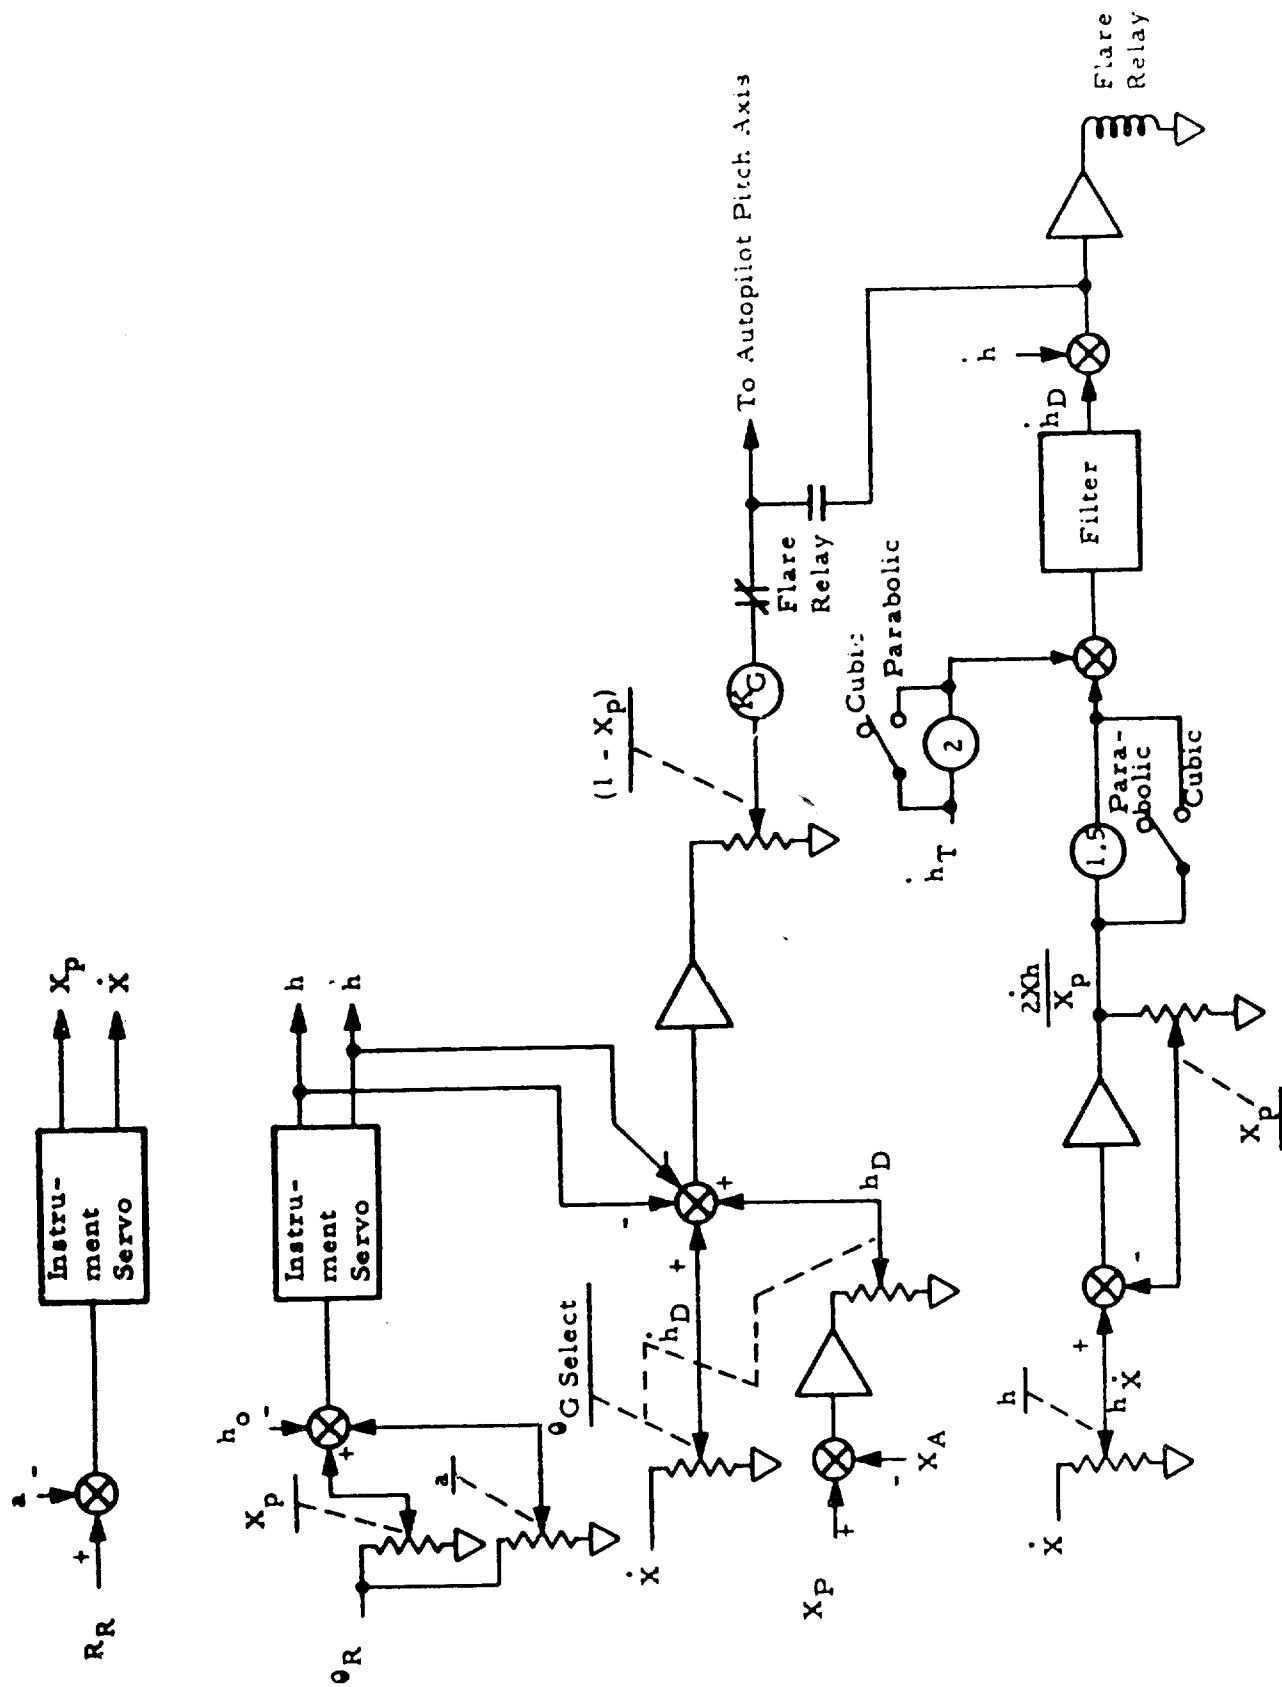 R_R
+
a
-
Instru-
ment
Servo
X_p
Ẋ
θ_R
X_p
a
h_o
-
+
Instru-
ment
Servo
h
h
Ẋ
θ_G Select
ḣ_D
+
-
-
+
h_D
X_P
+
-
X_A
(1 - X_p)
K_G
Flare
Relay
To Autopilot Pitch Axis
Ẋ
h
hẊ
+
-
X_p
2Ẋh
X_p
1.5
Para-
bolic
Cubic
ḣ_T
2
Parabolic
Filter
ḣ_D
ḣ
Flare
Relay